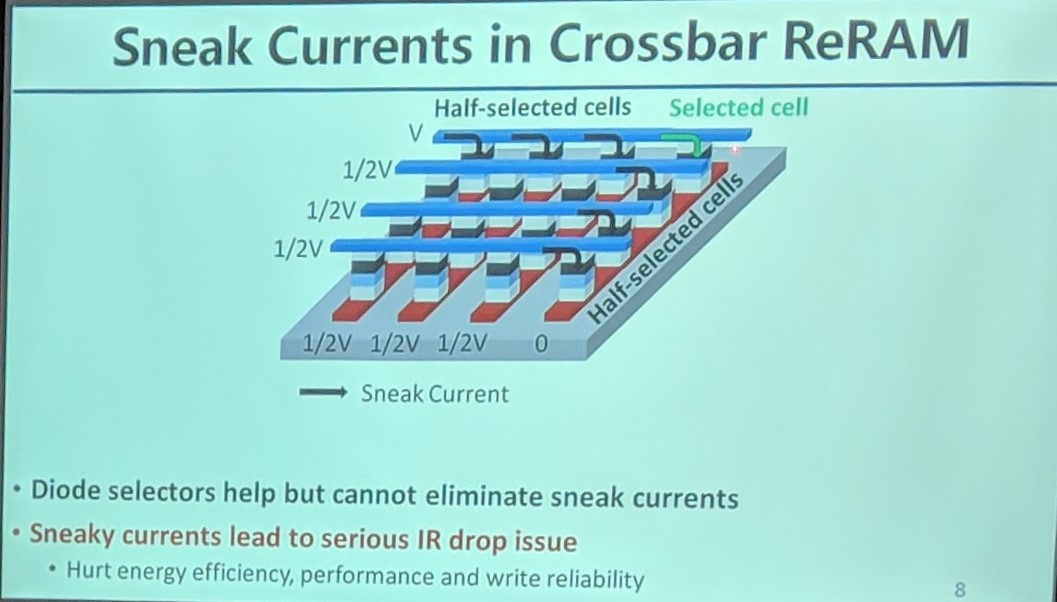 Sneak Currents in Crossbar ReRAM
Half-selected cells
Selected cell
V
1/2V
1/2V
1/2V
Half-selected cells
1/2V 1/2V 1/2V 0
Sneak Current
• Diode selectors help but cannot eliminate sneak currents
• Sneaky currents lead to serious IR drop issue
• Hurt energy efficiency, performance and write reliability
8